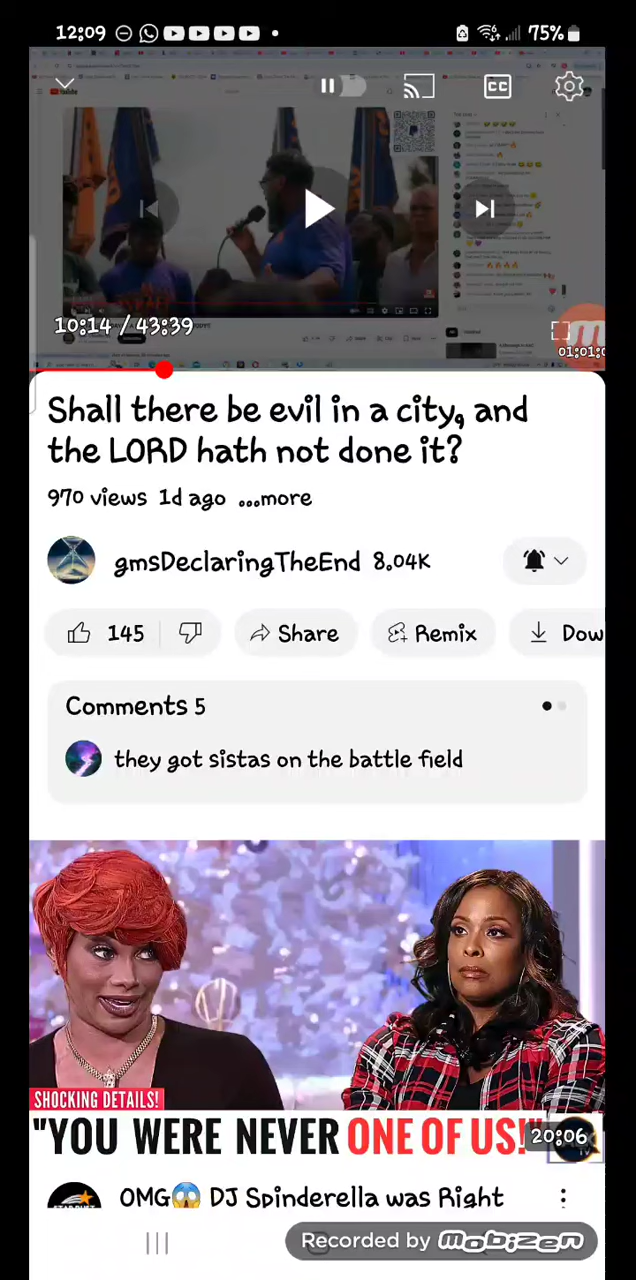 12:09
75%
10:14 / 43:39
01:01:0
Shall there be evil in a city, and
the LORD hath not done it?
970 views 1d ago ...more
gmsDeclaringTheEnd 8.04K
145
Share
Remix
Dow
Comments 5
they got sistas on the battle field
SHOCKING DETAILS!
"YOU WERE NEVER ONE OF US!"
20:06
OMG😱 DJ Spinderella was Right
Recorded by mobizen